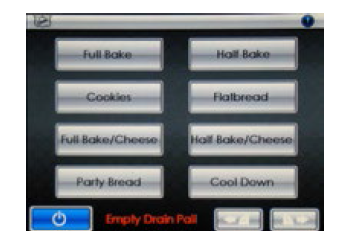 Full Bake
Half Bake
Cookies
Flatbread
Full Bake/Cheese
Half Bake/Cheese
Party Bread
Cool Down
Empty Drain Pail